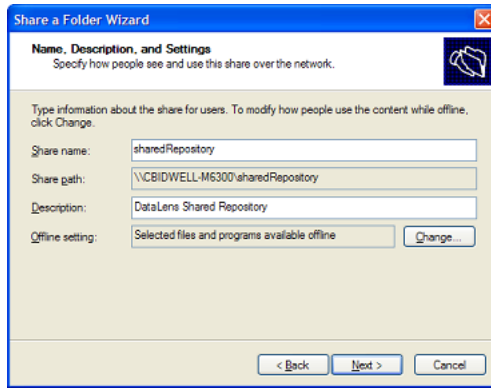 Share a Folder Wizard
Name, Description, and Settings
Specify how people see and use this share over the network.
Type information about the share for users. To modify how people use the content while offline,
click Change.
Share name: sharedRepository
Share path: \\CBIDWELL-M6300\sharedRepository
Description: DataLens Shared Repository
Offline setting: Selected files and programs available offline Change...
< Back Next > Cancel